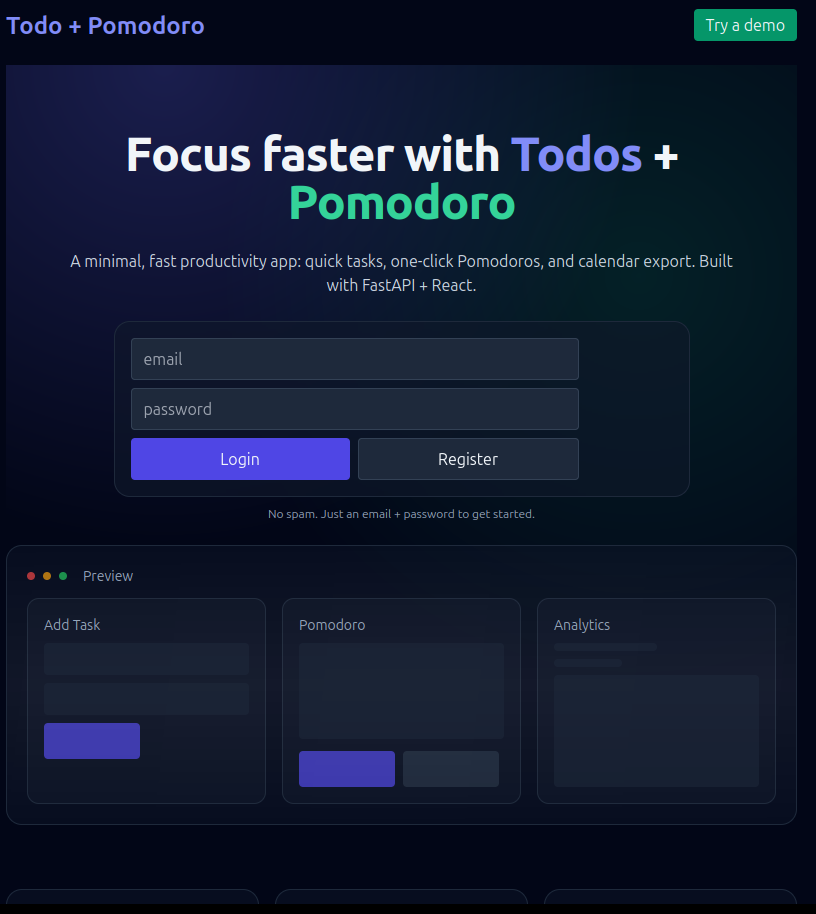 Todo + Pomodoro
Try a demo
Focus faster with Todos +
Pomodoro
A minimal, fast productivity app: quick tasks, one-click Pomodoros, and calendar export. Built
with FastAPI + React.
email
password
Login
Register
No spam. Just an email + password to get started.
Preview
Add Task
Pomodoro
Analytics